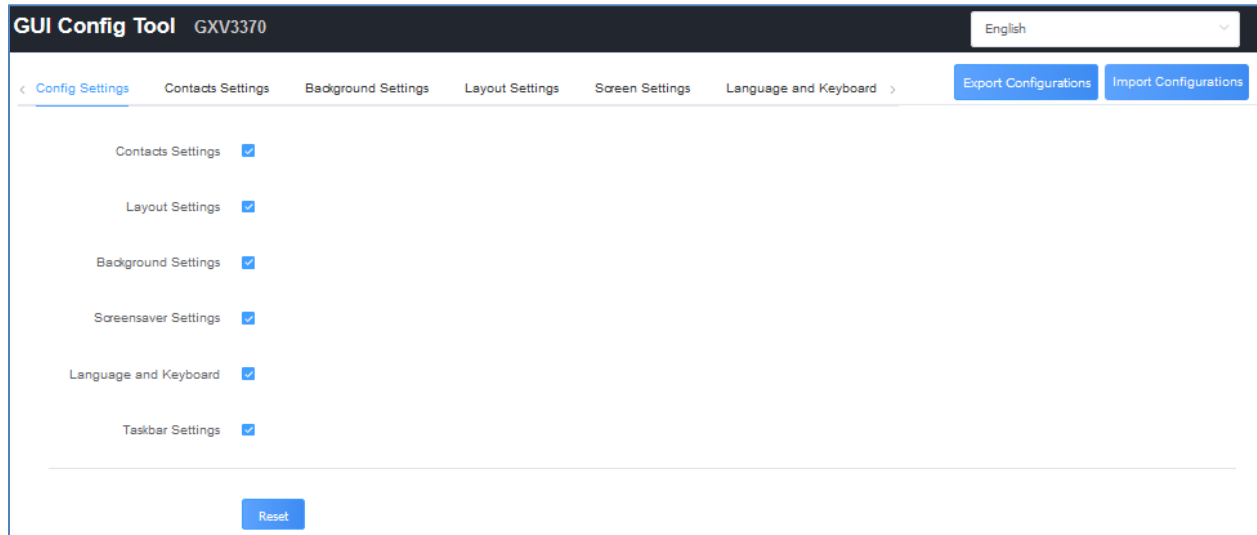 GUI Config Tool GXV3370 English
Config Settings Contacts Settings Background Settings Layout Settings Screen Settings Language and Keyboard Export Configurations Import Configurations
Contacts Settings
Layout Settings
Background Settings
Screensaver Settings
Language and Keyboard
Taskbar Settings
Reset